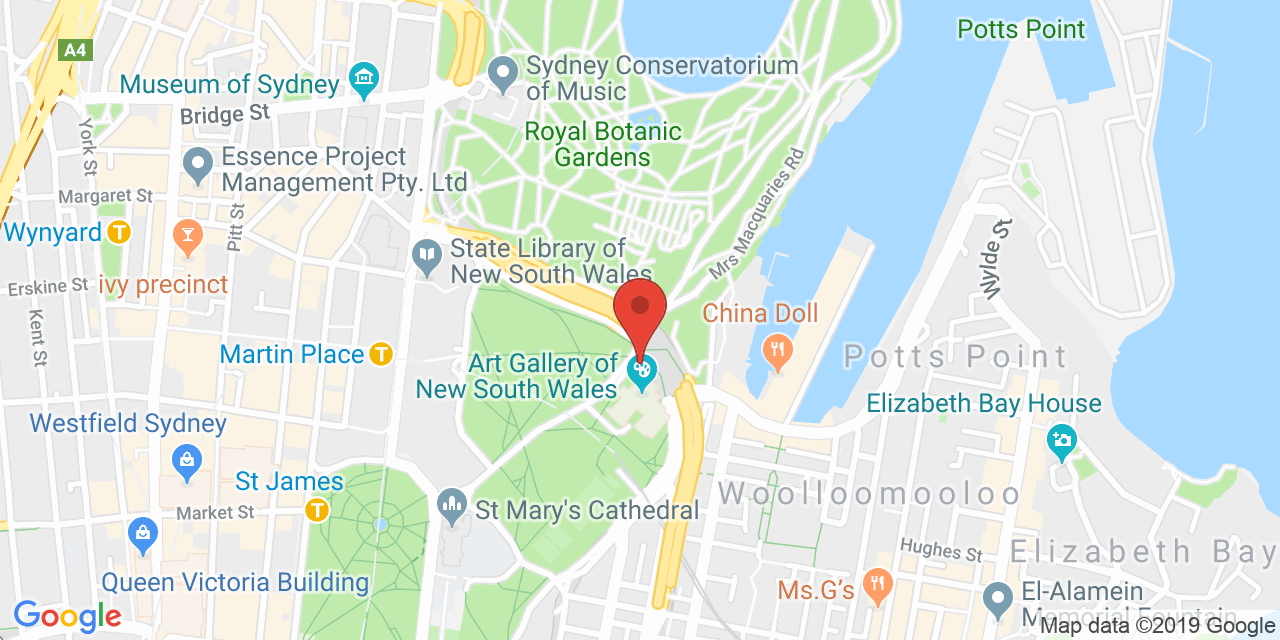 Potts Point
A4
Sydney Conservatorium
of Music
Museum of Sydney
Bridge St
York St
Royal Botanic
Gardens
Essence Project
Management Pty. Ltd
Margaret St
Mrs Macquaries Rd
Pitt St
Wynyard
T
State Library of
New South Wales
Wylde St
Erskine St
ivy precinct
China Doll
Kent St
Martin Place
T
Potts Point
Art Gallery of
New South Wales
Elizabeth Bay House
Westfield Sydney
St James
T
Market St
St Mary's Cathedral
Woolloomooloo
Hughes St
Elizabeth Bay
Queen Victoria Building
Ms.G's
El-Alamein
Memorial Fountain
Google
Map data ©2019 Google